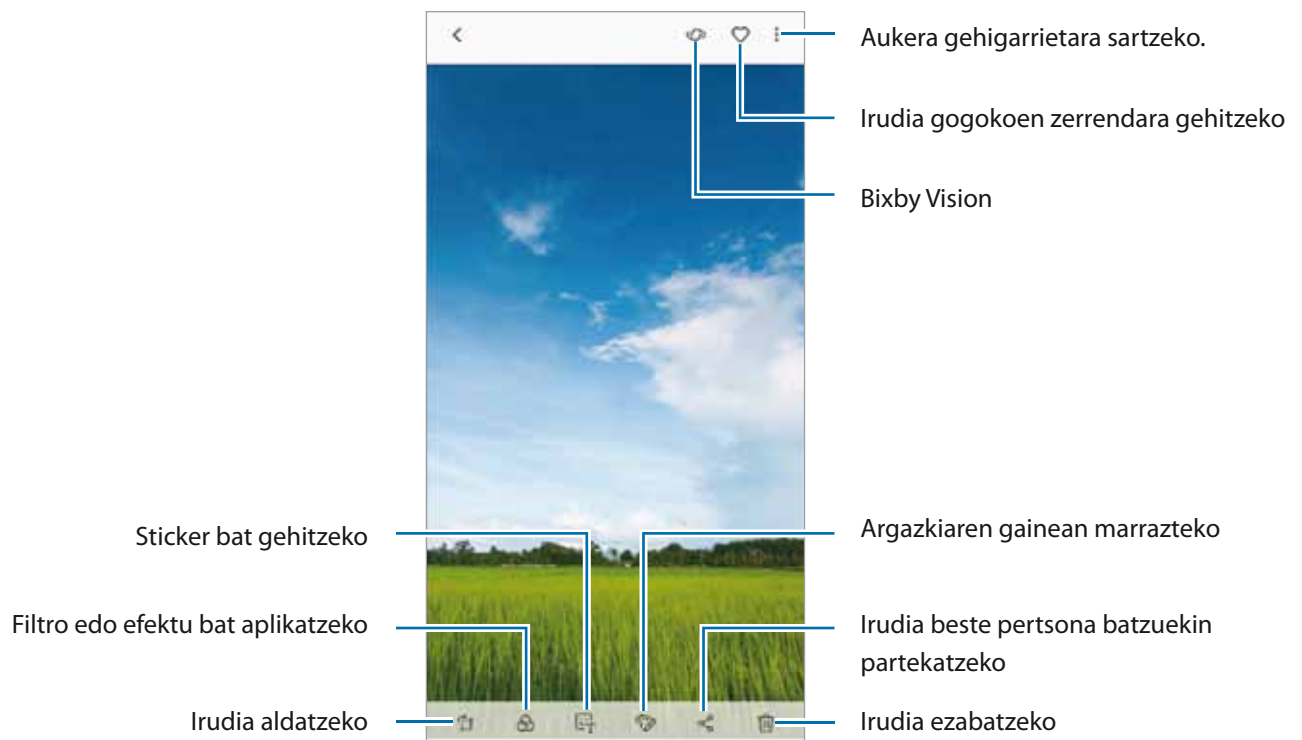 Aukera gehigarrietara sartzeko.
Irudia gogokoen zerrendara gehitzeko
Bixby Vision
Sticker bat gehitzeko
Argazkiaren gainean marrazteko
Filtro edo efektu bat aplikatzeko
Irudia beste pertsona batzuekin
partekatzeko
Irudia aldatzeko
Irudia ezabatzeko